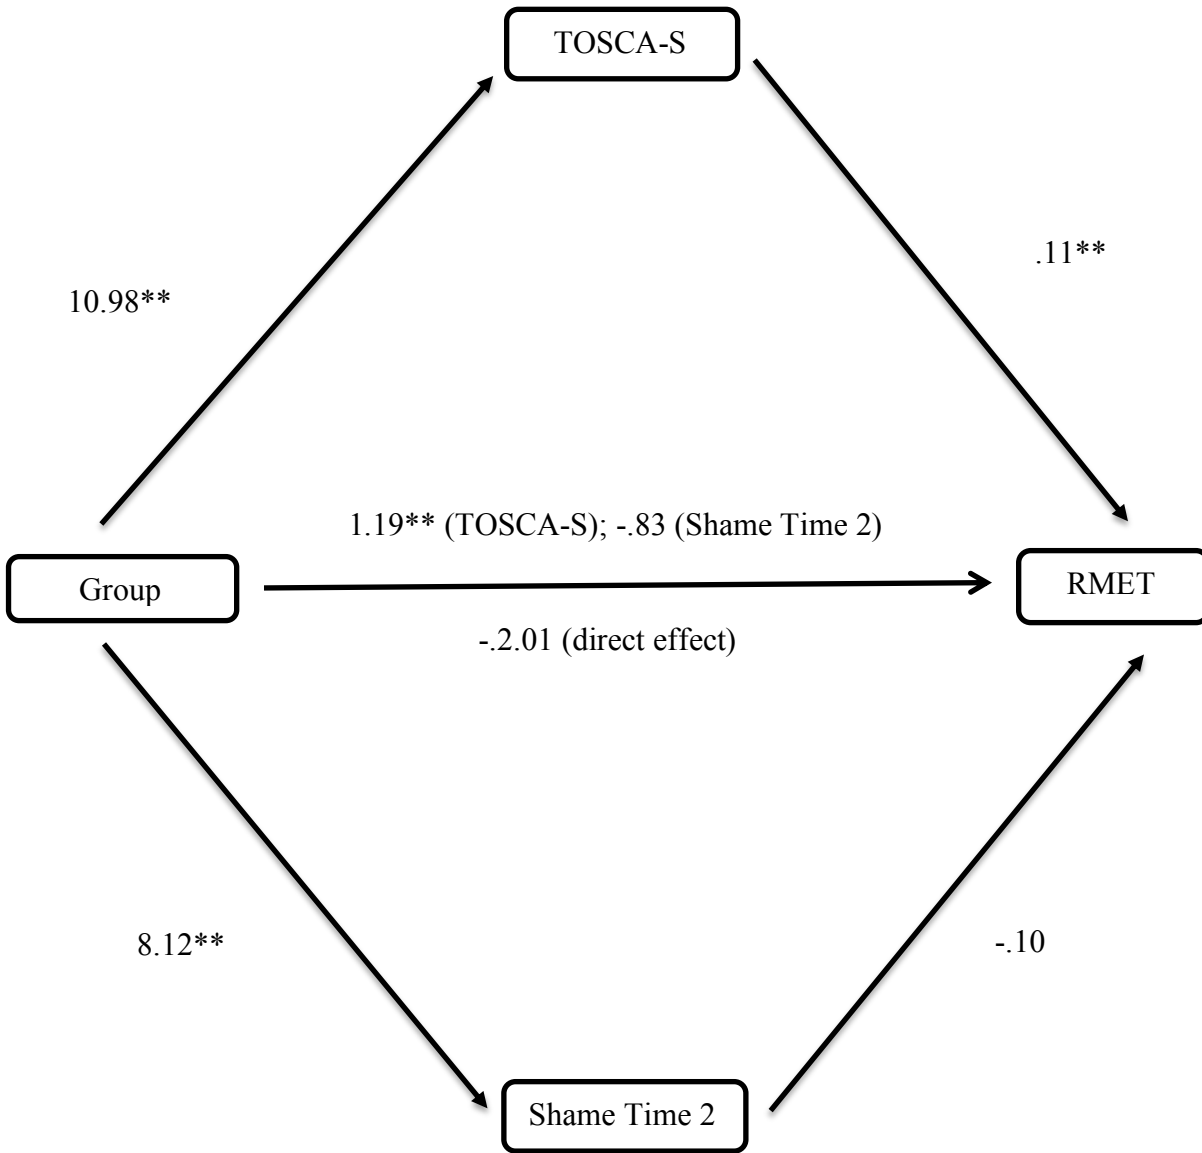 TOSCA-S
.11**
10.98**
1.19** (TOSCA-S); -.83 (Shame Time 2)
Group
RMET
-.2.01 (direct effect)
8.12**
-.10
Shame Time 2